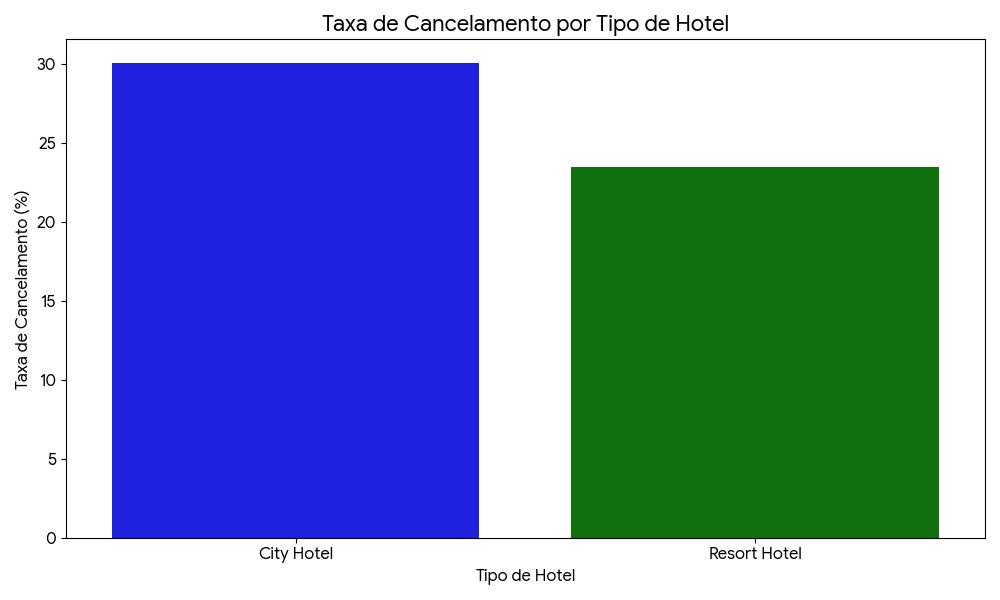 Taxa de Cancelamento por Tipo de Hotel
Taxa de Cancelamento (%)
30
25
20
15
10
5
0
City Hotel
Resort Hotel
Tipo de Hotel